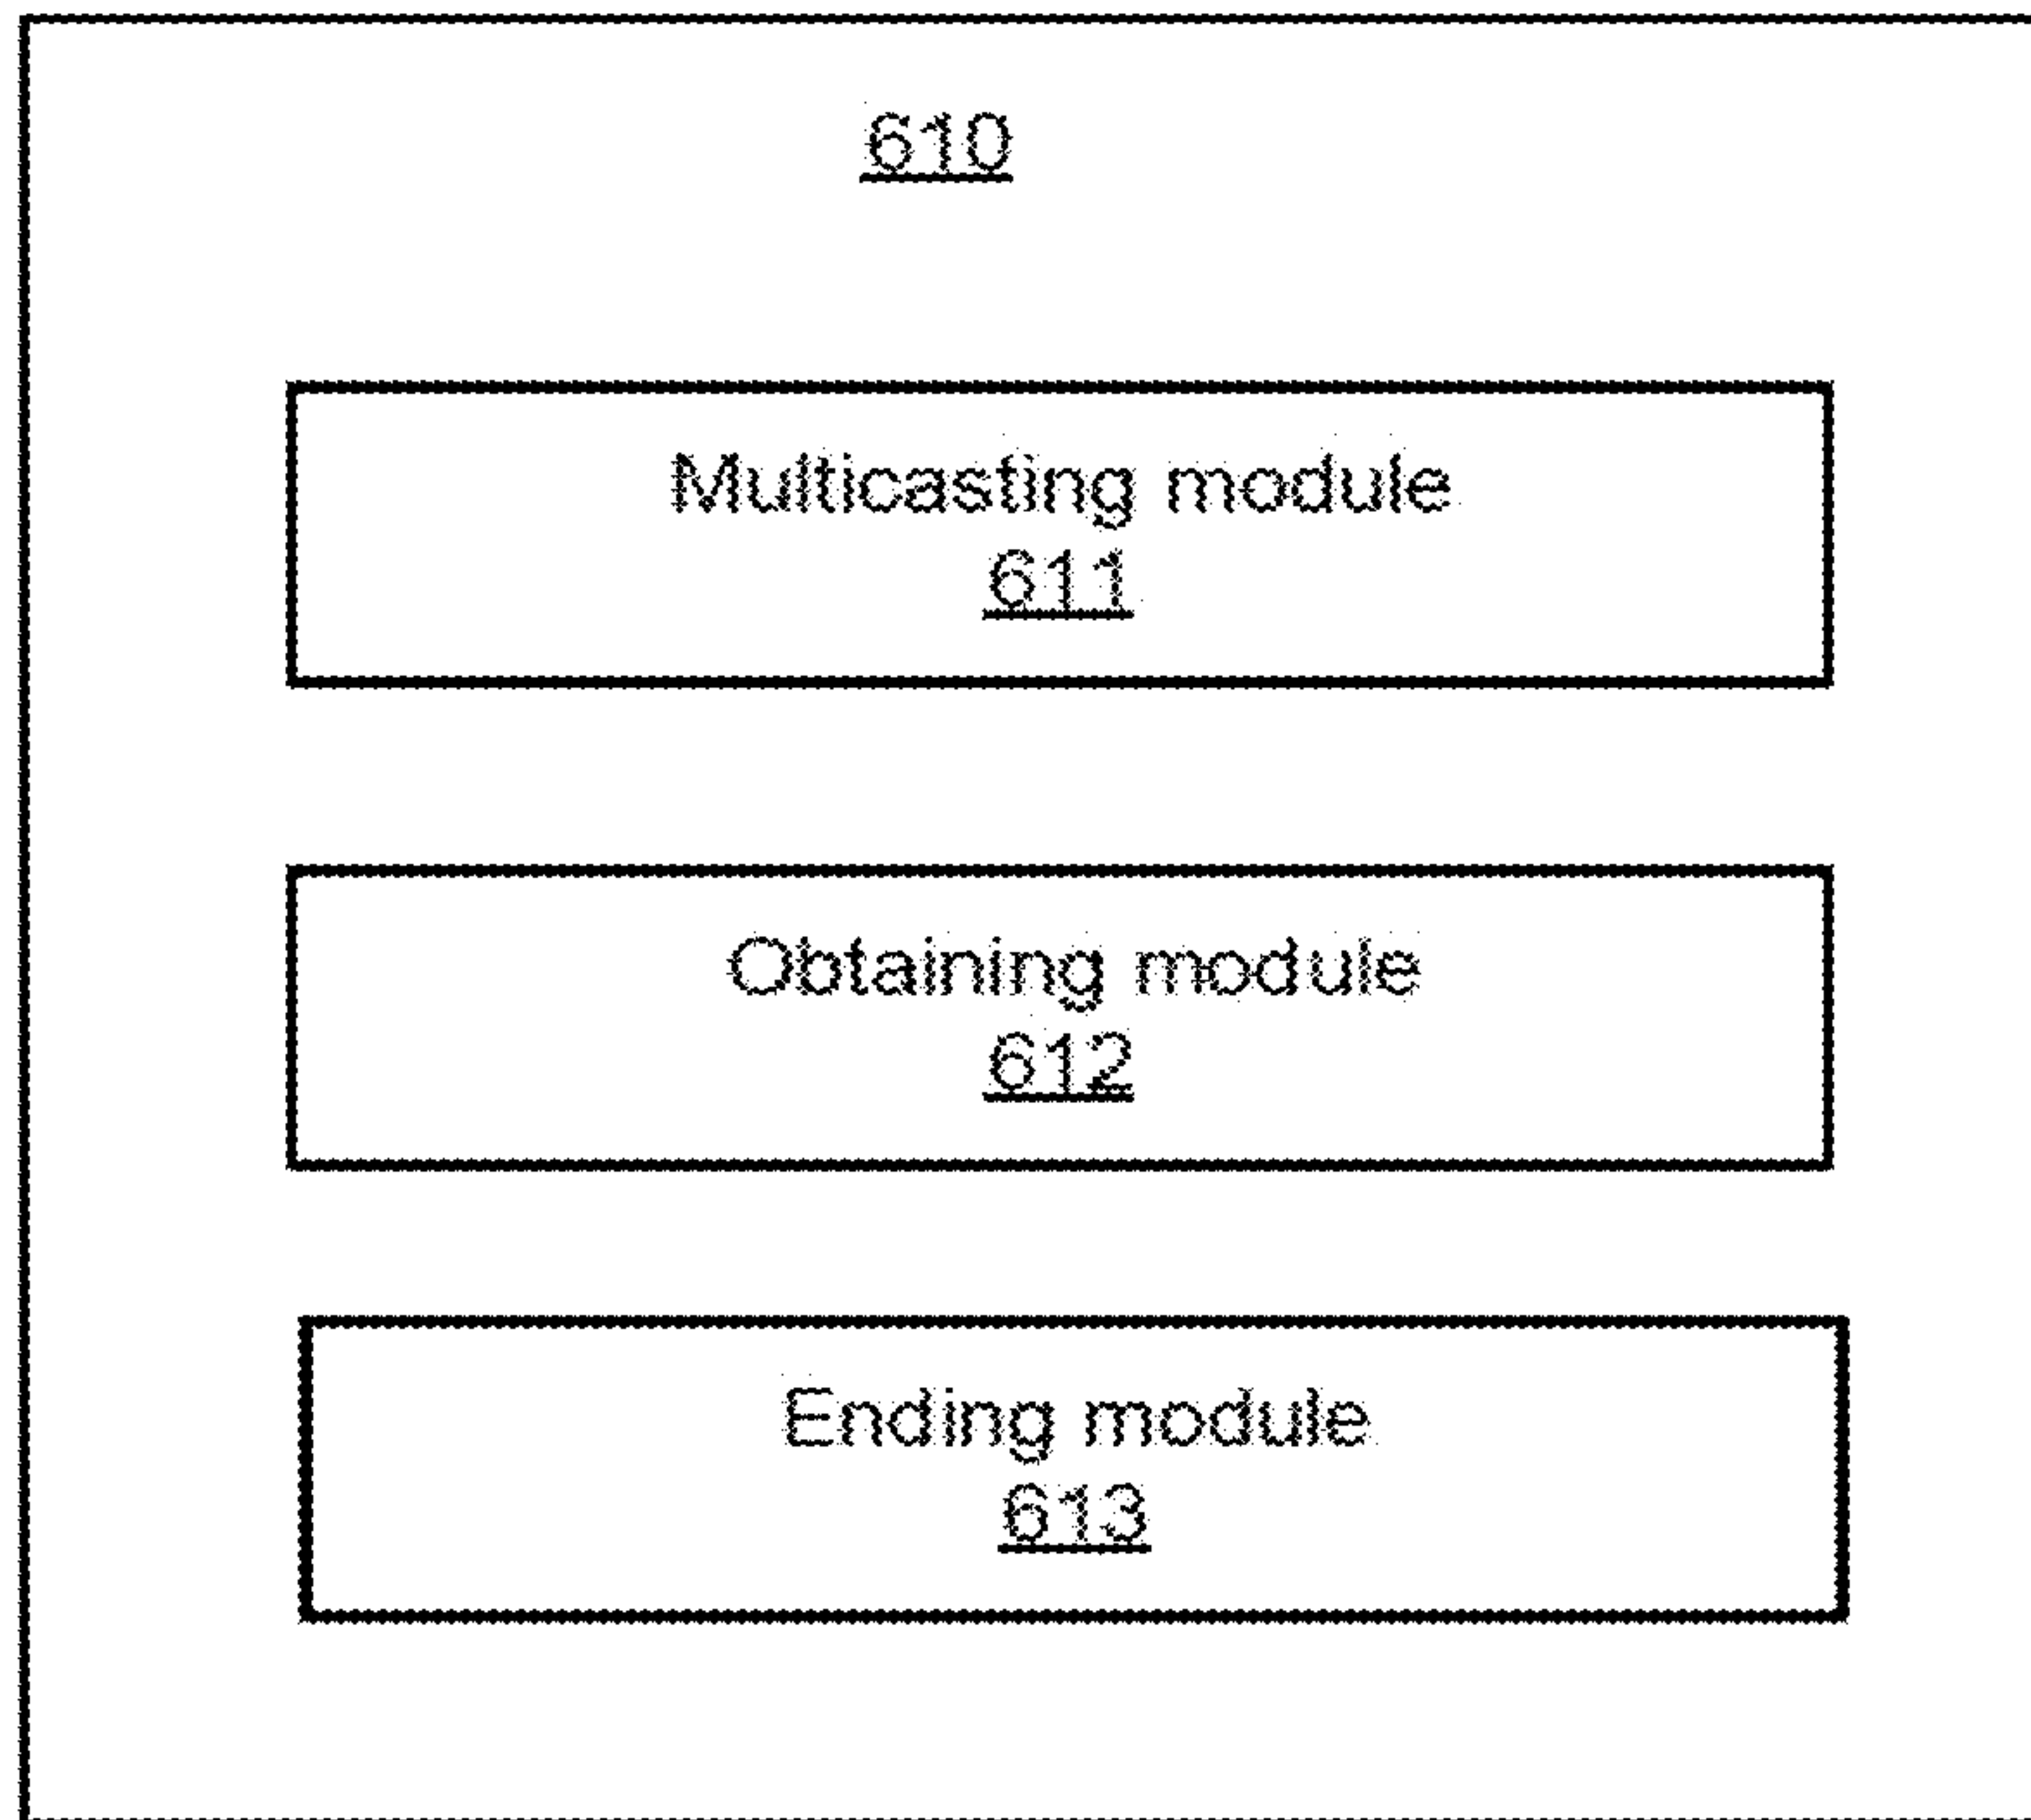 610
Multicasting module
611
Obtaining module
612
Ending module
613